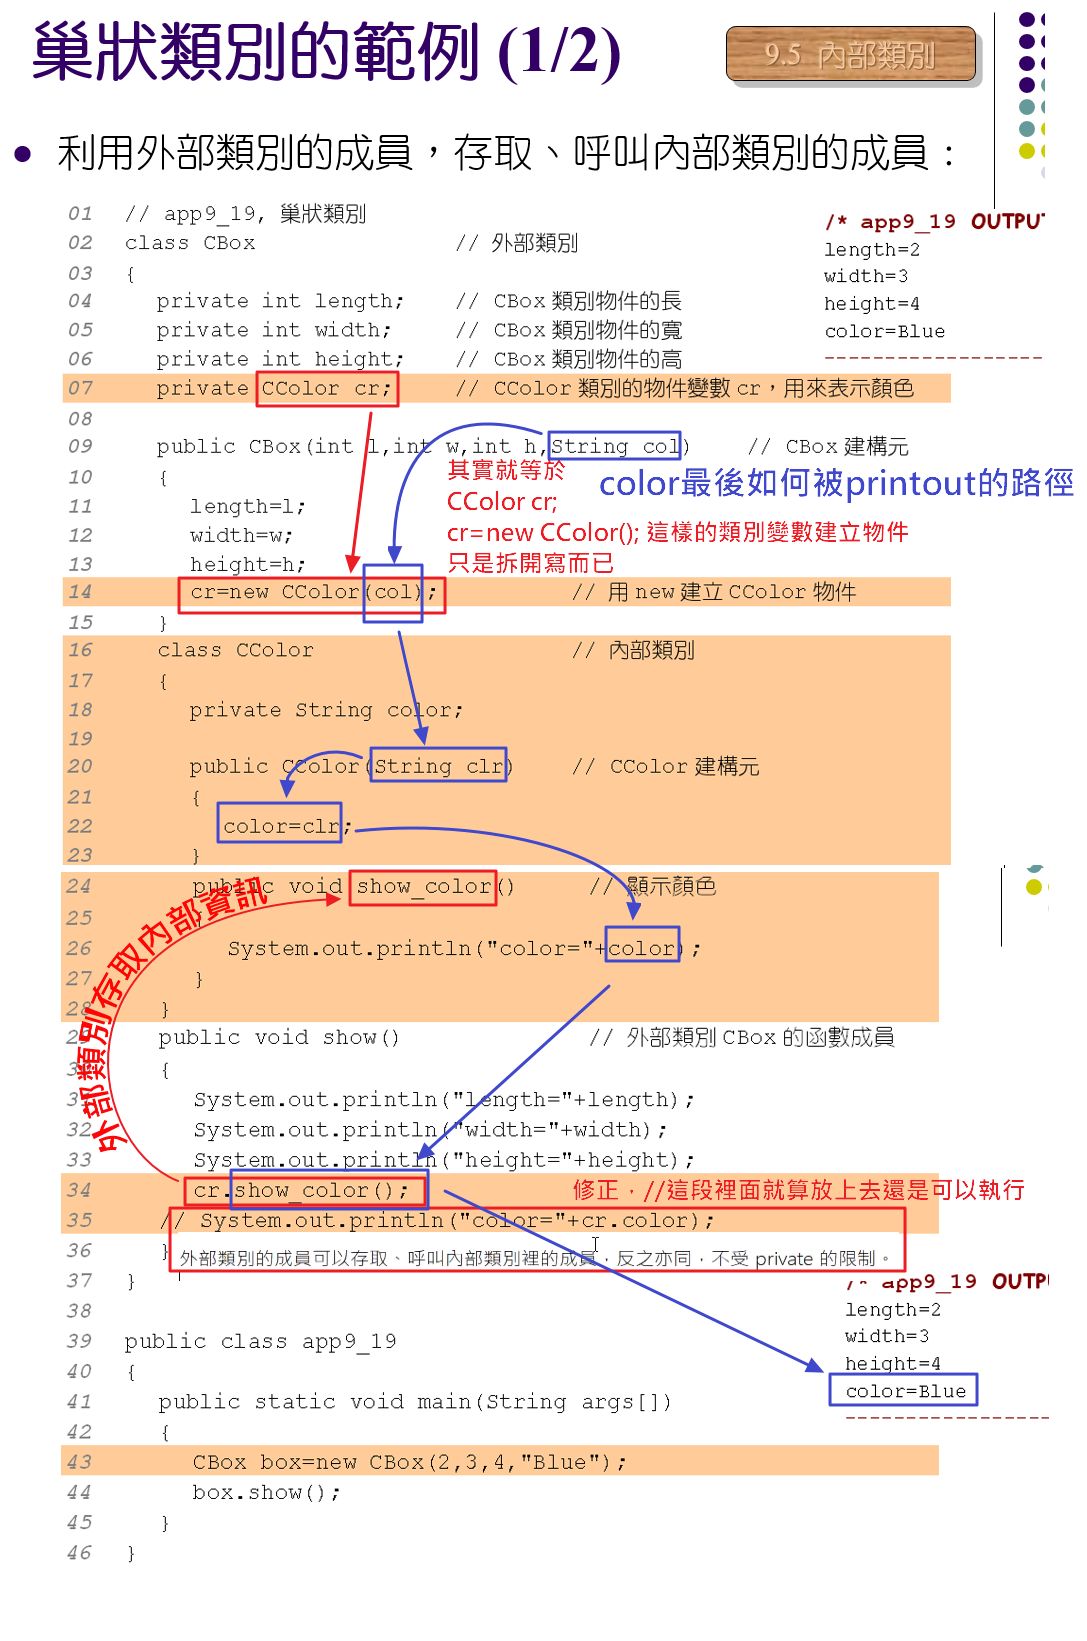 巢狀類別的範例 (1/2)
9.5 內部類別
• 利用外部類別的成員，存取、呼叫內部類別的成員：
01 // app9_19, 巢狀類別
02 class CBox // 外部類別
03 {
04 private int length; // CBox 類別物件的長
05 private int width; // CBox 類別物件的寬
06 private int height; // CBox 類別物件的高
07 private CColor cr; // CColor 類別的物件變數 cr，用來表示顏色
08
09 public CBox(int l,int w,int h,String col) // CBox 建構元
10 {
11 length=l;
12 width=w;
13 height=h;
14 cr=new CColor(col); // 用 new 建立 CColor 物件
15 }
16 class CColor // 內部類別
17 {
18 private String color;
19
20 public CColor(String clr) // CColor 建構元
21 {
22 color=clr;
23 }
/* app9_19 OUTPUT
length=2
width=3
height=4
color=Blue
------------------
其實就等於
CColor cr;
cr=new CColor(); 這樣的類別變數建立物件
只是拆開寫而已
color最後如何被printout的路徑
24 public void show_color() // 顯示顏色
25 {
26 System.out.println("color="+color);
27 }
28 }
29 public void show() // 外部類別 CBox 的函數成員
30 {
31 System.out.println("length="+length);
32 System.out.println("width="+width);
33 System.out.println("height="+height);
34 cr.show_color();
35 // System.out.println("color="+cr.color);
36 }
37 }
38
39 public class app9_19
40 {
41 public static void main(String args[])
42 {
43 CBox box=new CBox(2,3,4,"Blue");
44 box.show();
45 }
46 }
外部類別存取內部資訊
修正，//這段裡面就算放上去還是可以執行
外部類別的成員可以存取、呼叫內部類別裡的成員，反之亦同，不受 private 的限制。
/* app9_19 OUTPU
length=2
width=3
height=4
color=Blue
------------------